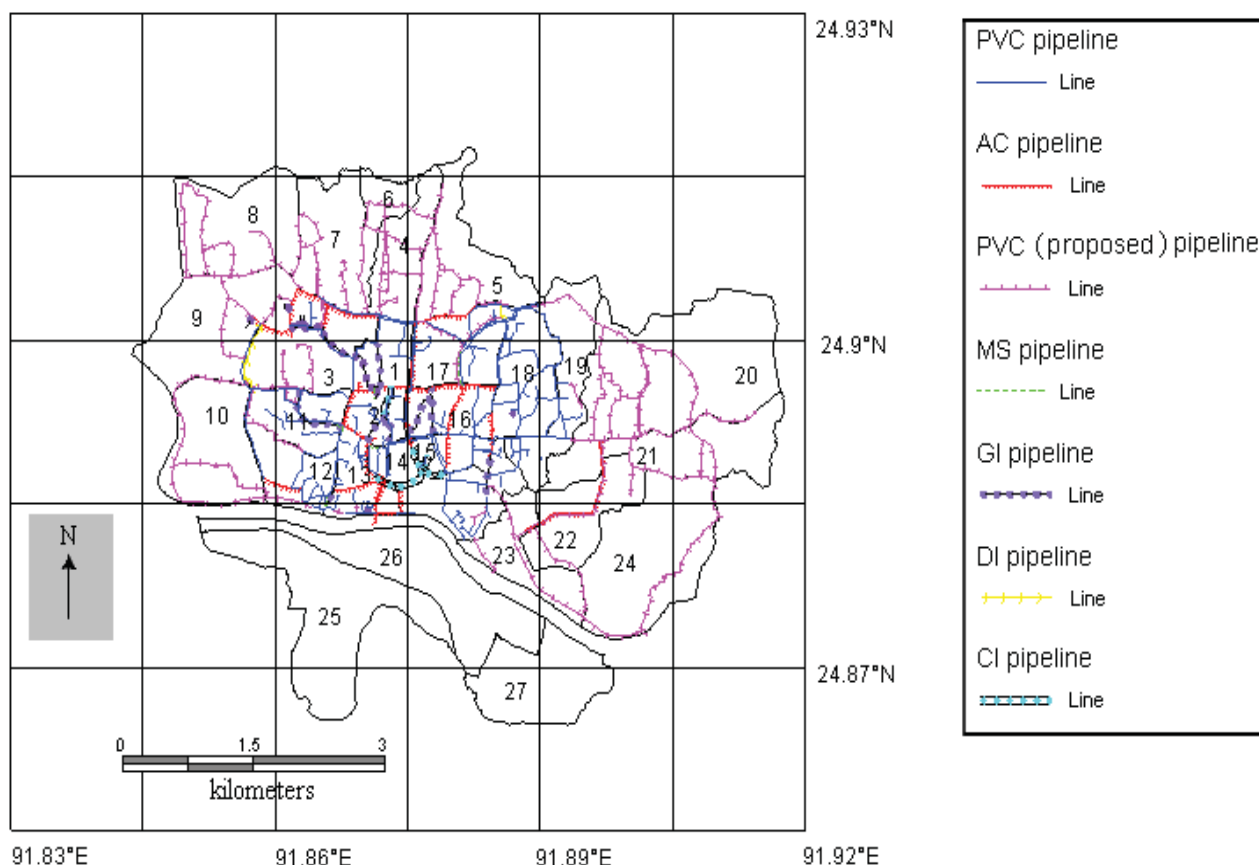 24.93°N
6
8
7
4
5
9
24.9°N
3
1
17
18
19
20
10
11
2
16
12
1
14
15
21
N
26
23
22
24
25
24.87°N
27
0 1.5 3
kilometers
91.83°E 91.86°E 91.89°E 91.92°E
PVC pipeline
Line
AC pipeline
Line
PVC (proposed) pipeline
Line
MS pipeline
Line
GI pipeline
Line
DI pipeline
Line
CI pipeline
Line